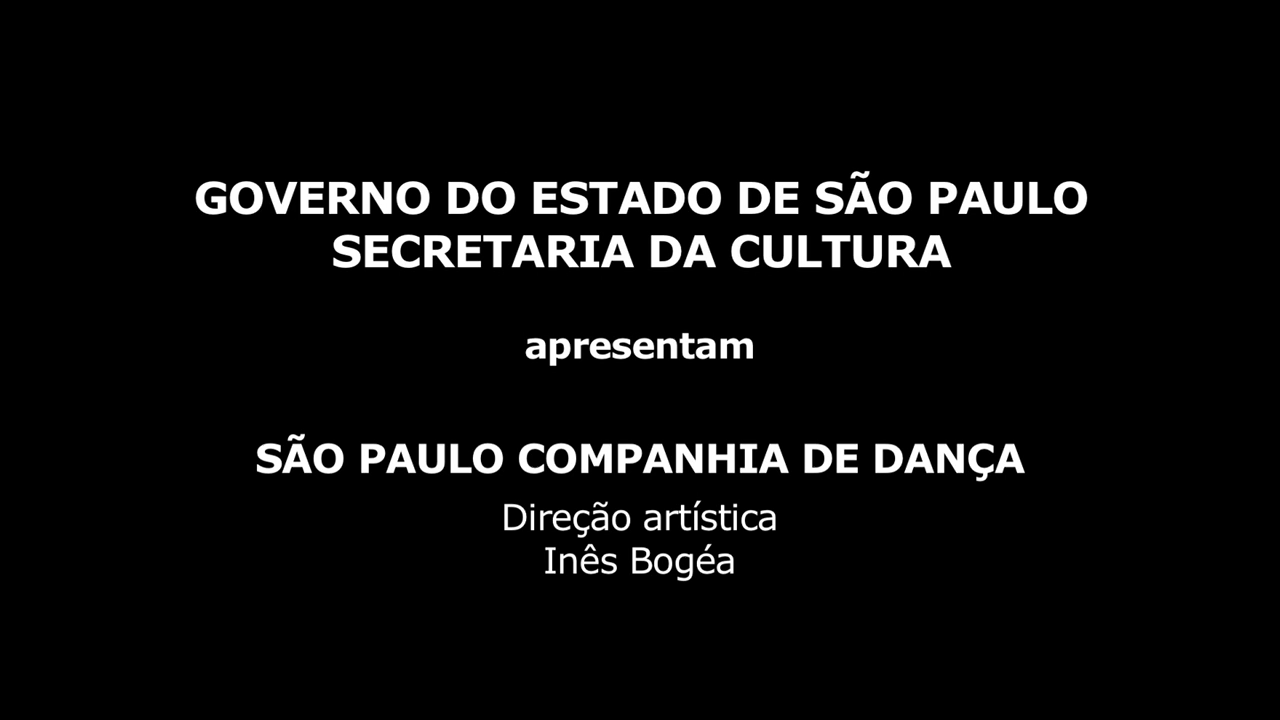 GOVERNO DO ESTADO DE SÃO PAULO
SECRETARIA DA CULTURA
apresentam
SÃO PAULO COMPANHIA DE DANÇA
Direção artística
Inês Bogéa